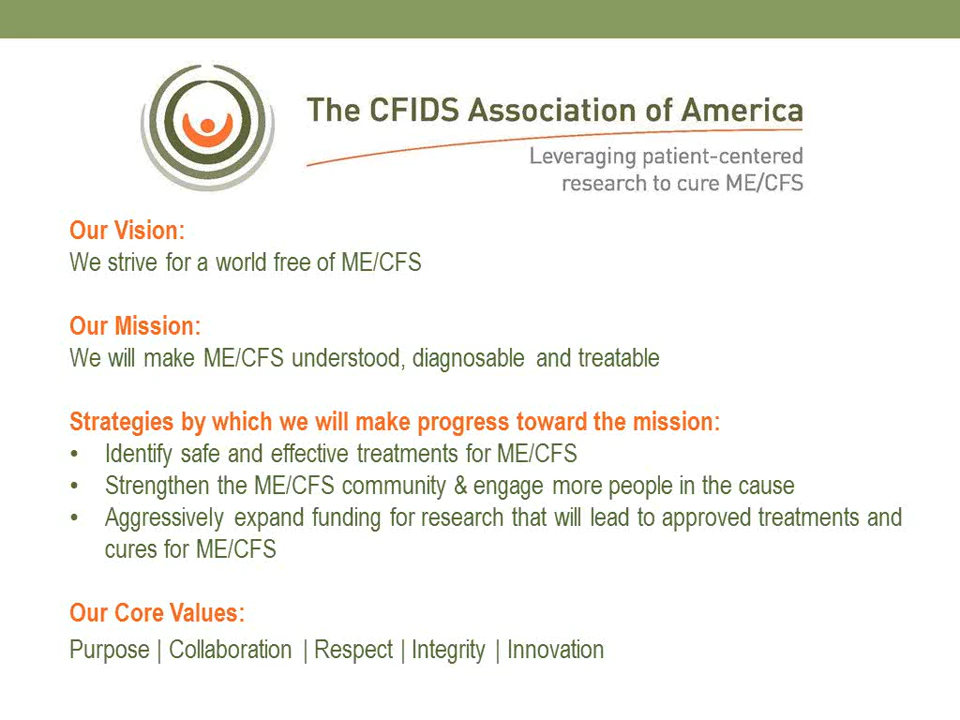 The CFIDS Association of America
Leveraging patient-centered
research to cure ME/CFS
Our Vision:
We strive for a world free of ME/CFS
Our Mission:
We will make ME/CFS understood, diagnosable and treatable
Strategies by which we will make progress toward the mission:
• Identify safe and effective treatments for ME/CFS
• Strengthen the ME/CFS community & engage more people in the cause
• Aggressively expand funding for research that will lead to approved treatments and
cures for ME/CFS
Our Core Values:
Purpose | Collaboration | Respect | Integrity | Innovation